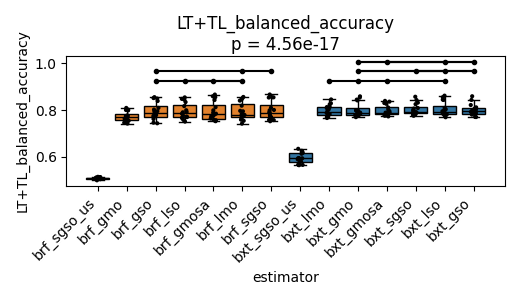 LT+TL_balanced_accuracy
p = 4.56e-17
LT+TL_balanced_accuracy
1.0
0.8
0.6
brf_sgso_us
brf_gmo
brf_gso
brf_lso
brf_gmosa
brf_lmo
brf_sgso
bxt_sgso_us
bxt_lmo
bxt_gmo
bxt_gmosa
bxt_sgso
bxt_lso
bxt_gso
estimator